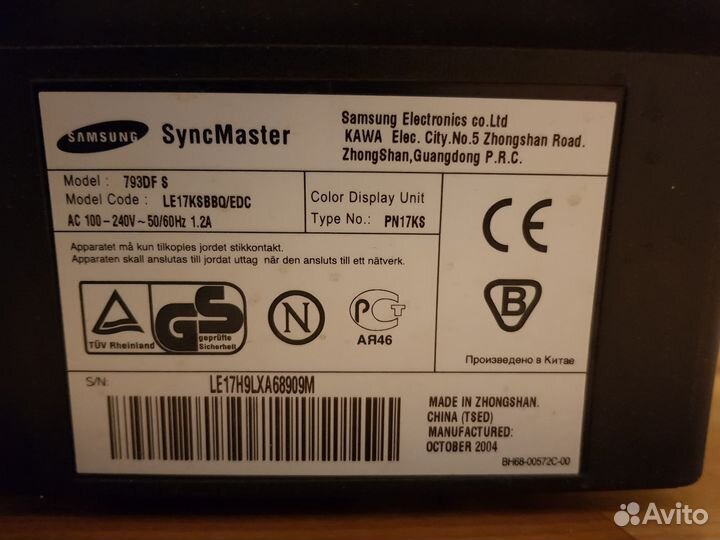 SAMSUNG SyncMaster
Samsung Electronics co.Ltd
KAWA Elec. City.No.5 Zhongshan Road.
ZhongShan,Guangdong P.R.C.
Model : 793DF S
Model Code : LE17KSBBQ/EDC
AC 100-240V~50/60Hz 1.2A
Color Display Unit
Type No.: PN17KS
CE
Apparatet må kun tilkoples jordet stikkontakt.
Apparaten skall anslutas till jordat uttag när den ansluts till ett nätverk.
TÜV Rheinland
GS
geprüfte
Sicherheit
N
РСТ
АЯ46
B
Произведено в Китае
S/N:
LE17H9LXA68909M
MADE IN ZHONGSHAN.
CHINA (TSED)
MANUFACTURED:
OCTOBER 2004
BH68-00572C-00
Avito